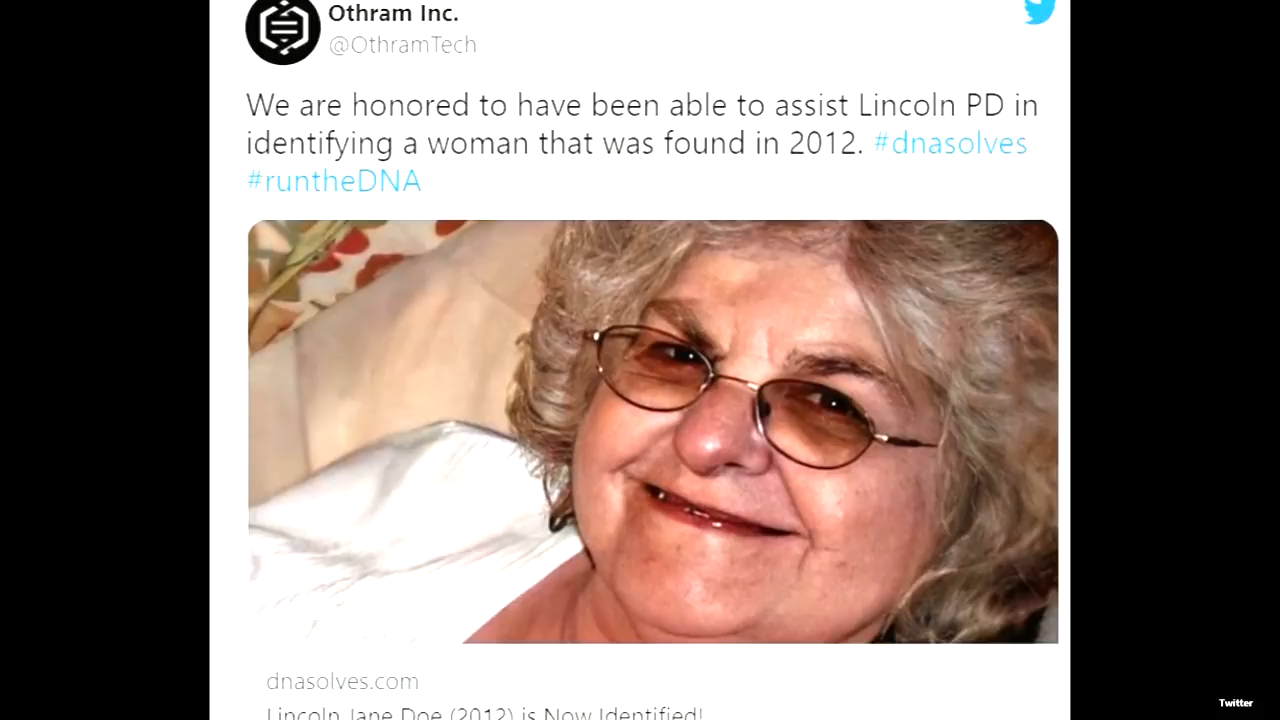 Othram Inc.
@OthramTech
We are honored to have been able to assist Lincoln PD in
identifying a woman that was found in 2012. #dnasolves
#runtheDNA
dnasolves.com
Lincoln Jane Doe (2012) is Now Identified!
Twitter